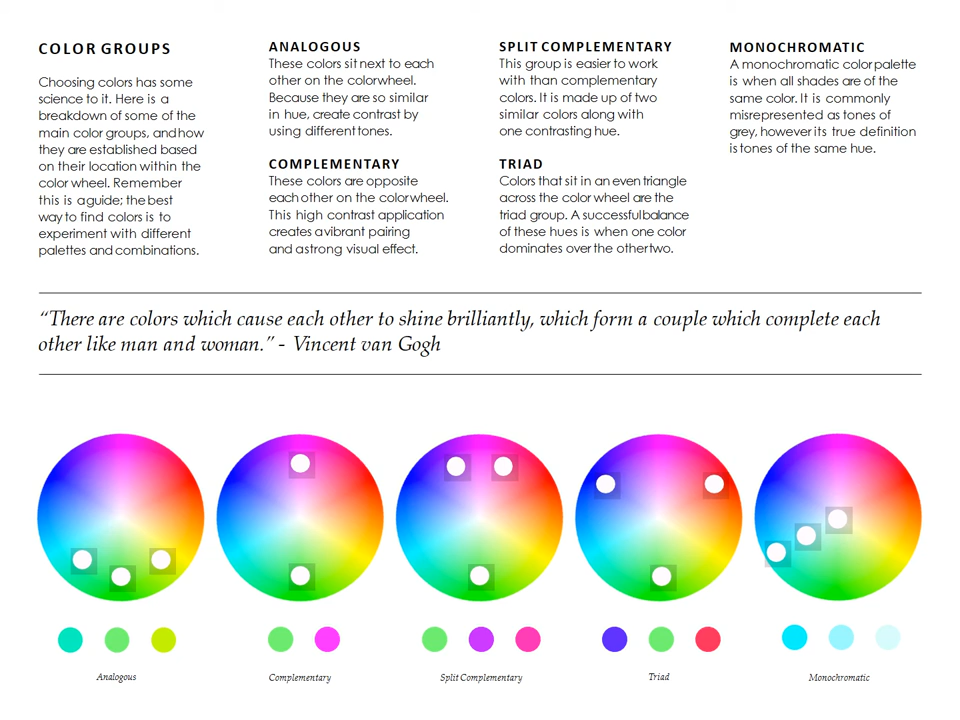 COLOR GROUPS
Choosing colors has some
science to it. Here is a
breakdown of some of the
main color groups, and how
they are established based
on their location within the
color wheel. Remember
this is a guide; the best
way to find colors is to
experiment with different
palettes and combinations.
ANALOGOUS
These colors sit next to each
other on the color wheel.
Because they are so similar
in hue, create contrast by
using different tones.
COMPLEMENTARY
These colors are opposite
each other on the color wheel.
This high contrast application
creates a vibrant pairing
and a strong visual effect.
SPLIT COMPLEMENTARY
This group is easier to work
with than complementary
colors. It is made up of two
similar colors along with
one contrasting hue.
TRIAD
Colors that sit in an even triangle
across the color wheel are the
triad group. A successful balance
of these hues is when one color
dominates over the other two.
MONOCHROMATIC
A monochromatic color palette
is when all shades are of the
same color. It is commonly
misrepresented as tones of
grey, however its true definition
is tones of the same hue.
“There are colors which cause each other to shine brilliantly, which form a couple which complete each
other like man and woman.” - Vincent van Gogh
Analogous
Complementary
Split Complementary
Triad
Monochromatic